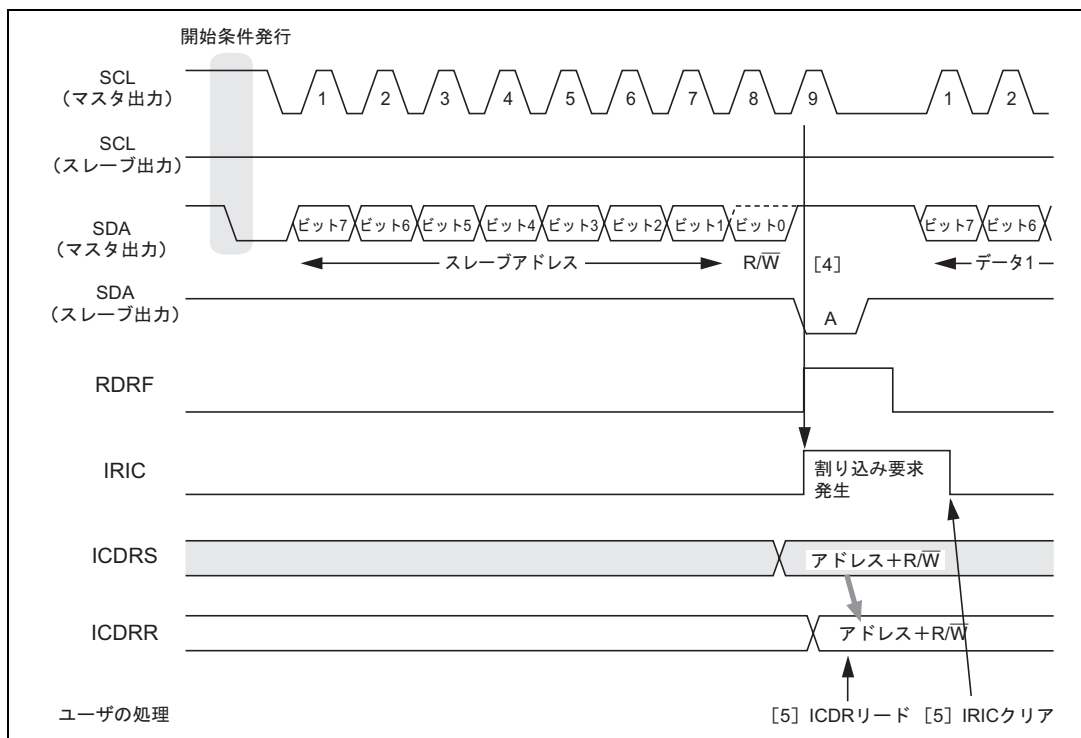 開始条件発行
SCL
（マスタ出力）
1 2 3 4 5 6 7 8 9 1 2
SCL
（スレーブ出力）
SDA
（マスタ出力）
ビット7 ビット6 ビット5 ビット4 ビット3 ビット2 ビット1 ビット0 ビット7 ビット6
スレーブアドレス R/W̅ ［4］ データ1
SDA
（スレーブ出力）
A
RDRF
IRIC
割り込み要求
発生
ICDRS
アドレス＋R/W̅
ICDRR
アドレス＋R/W̅
ユーザの処理
［5］ ICDRリード ［5］ IRICクリア